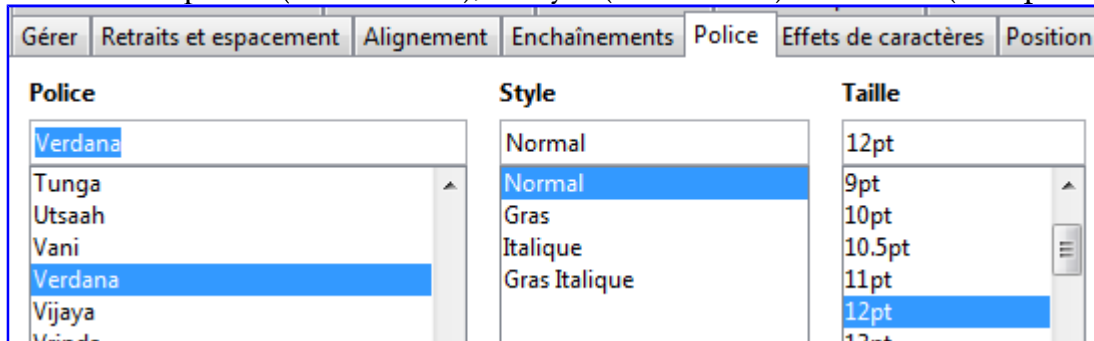 Gérer Retraits et espacement Alignement Enchaînements Police Effets de caractères Position
Police Style Taille
Verdana Normal 12pt
Tunga Normal 9pt
Utsaah Gras 10pt
Vani Italique 10.5pt
Verdana Gras Italique 11pt
Vijaya 12pt